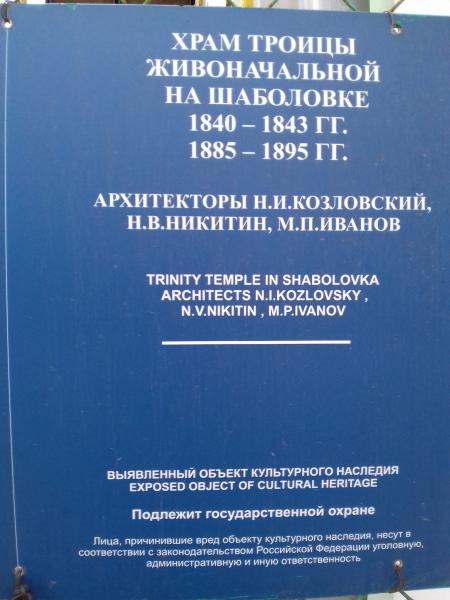 ХРАМ ТРОИЦЫ
ЖИВОНАЧАЛЬНОЙ
НА ШАБОЛОВКЕ
1840 – 1843 ГГ.
1885 – 1895 ГГ.
АРХИТЕКТОРЫ Н.И.КОЗЛОВСКИЙ,
Н.В.НИКИТИН, М.П.ИВАНОВ
TRINITY TEMPLE IN SHABOLOVKA
ARCHITECTS N.I.KOZLOVSKY ,
N.V.NIKITIN , M.P.IVANOV
ВЫЯВЛЕННЫЙ ОБЪЕКТ КУЛЬТУРНОГО НАСЛЕДИЯ
EXPOSED OBJECT OF CULTURAL HERITAGE
Подлежит государственной охране
Лица, причинившие вред объекту культурного наследия, несут в
соответствии с законодательством Российской Федерации уголовную,
административную и иную ответственность